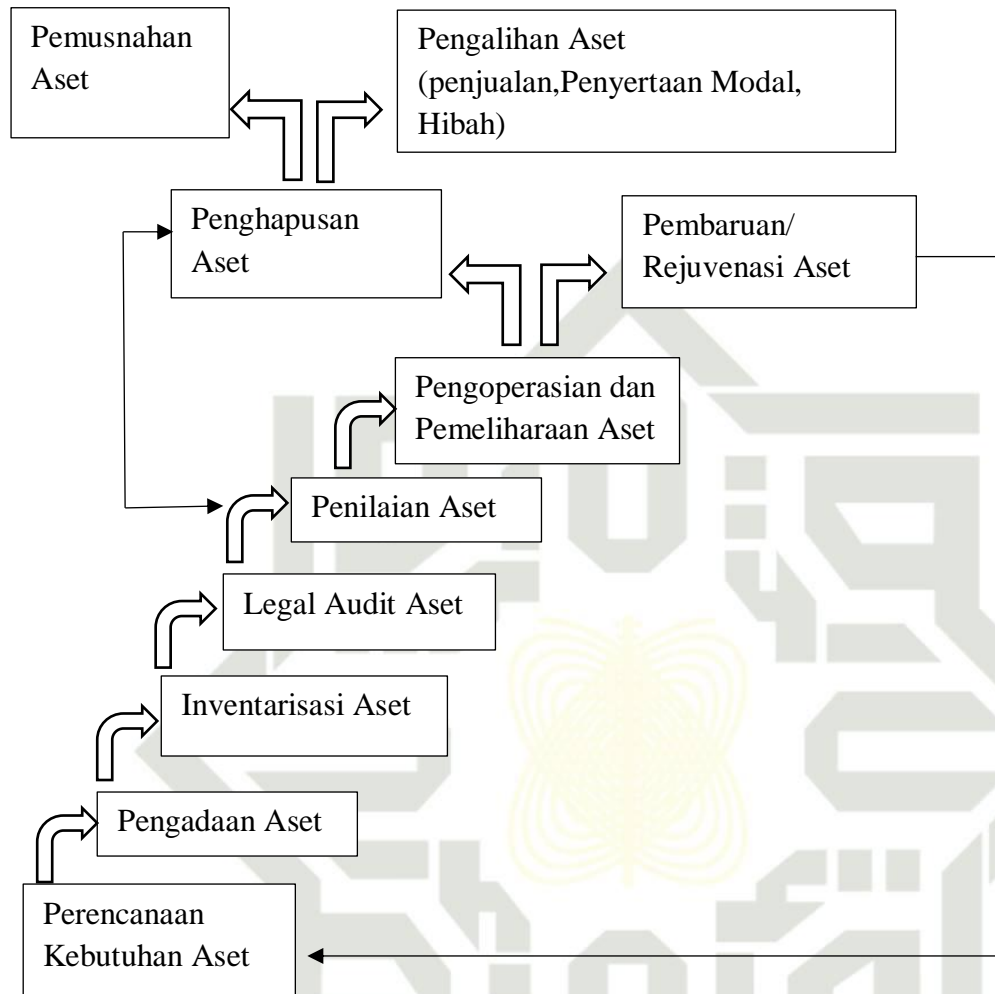 Pemusnahan
Aset
Pengalihan Aset
(penjualan,Penyertaan Modal,
Hibah)
Penghapusan
Aset
Pembaruan/
Rejuvenasi Aset
Pengoperasian dan
Pemeliharaan Aset
Penilaian Aset
Legal Audit Aset
Inventarisasi Aset
Pengadaan Aset
Perencanaan
Kebutuhan Aset